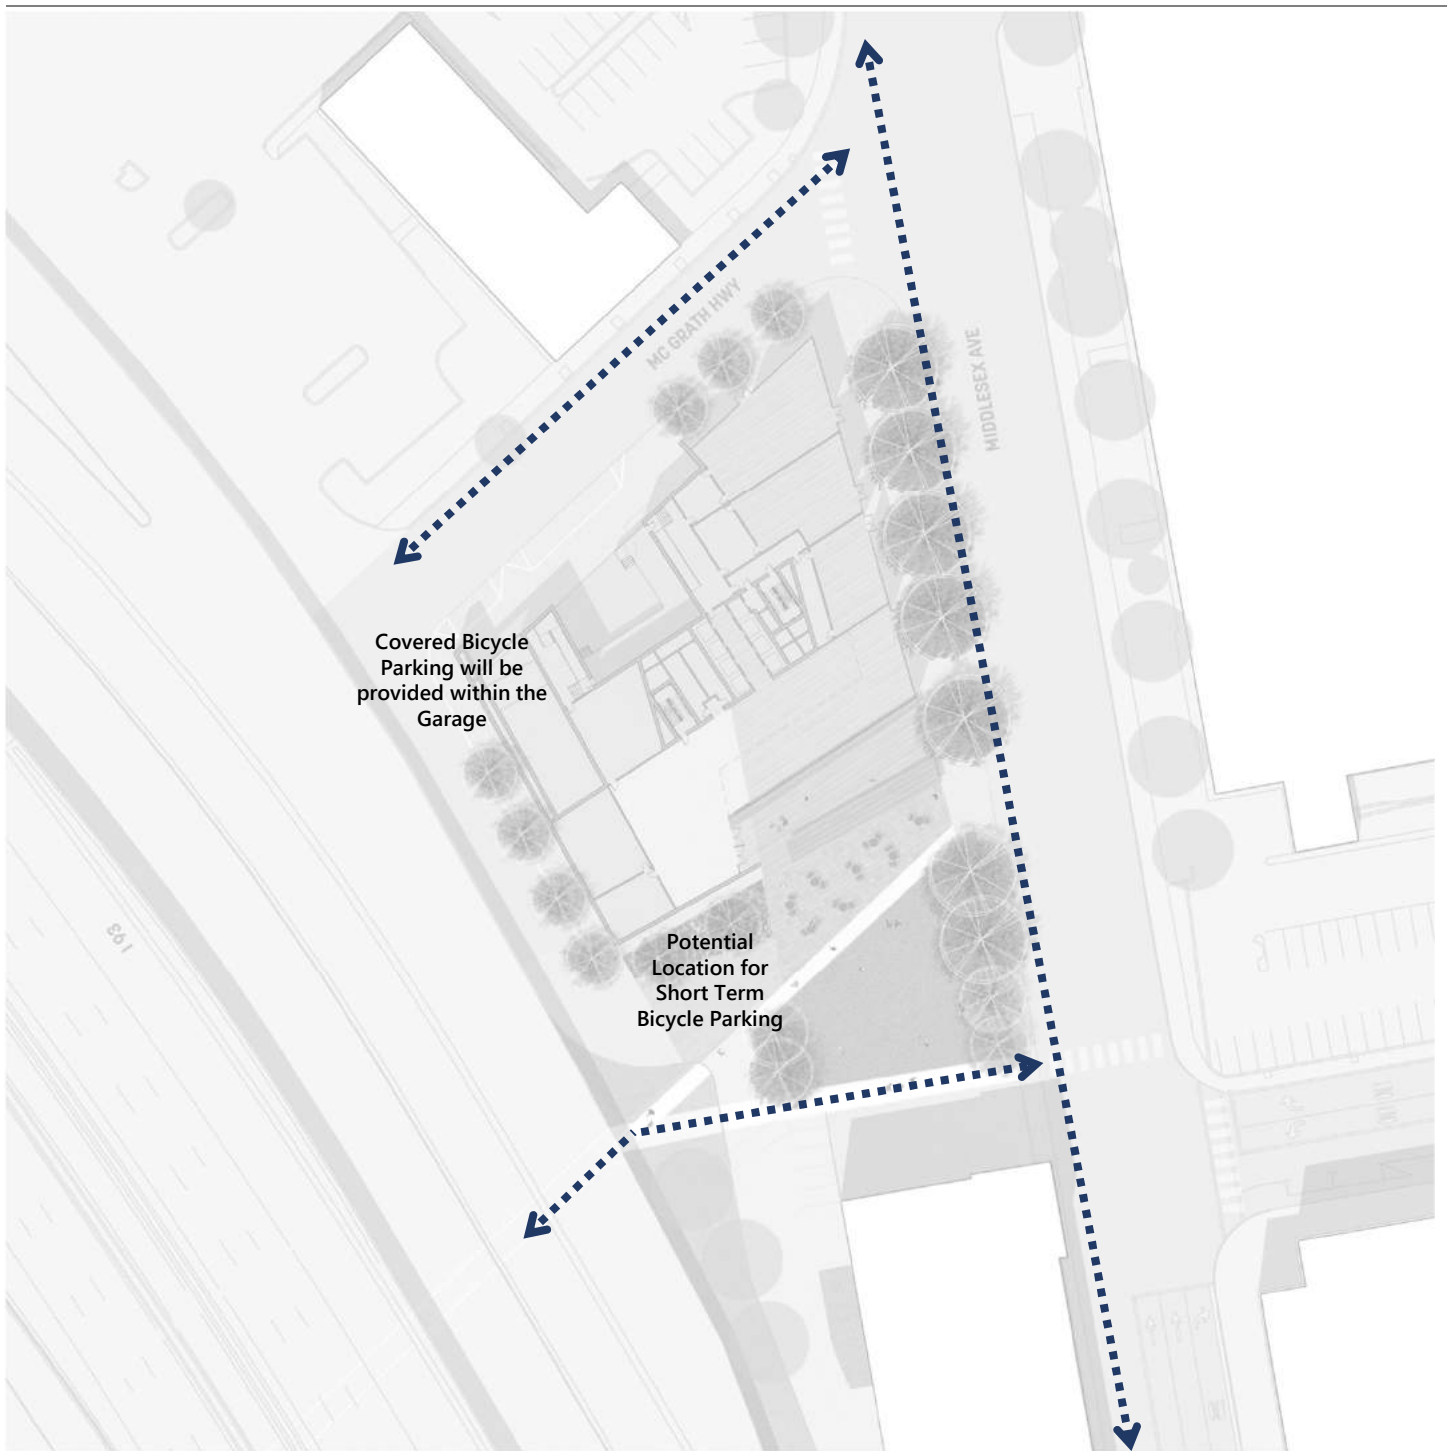 MC GRATH HWY
MIDDLESEX AVE
Covered Bicycle
Parking will be
provided within the
Garage
I 93
Potential
Location for
Short Term
Bicycle Parking